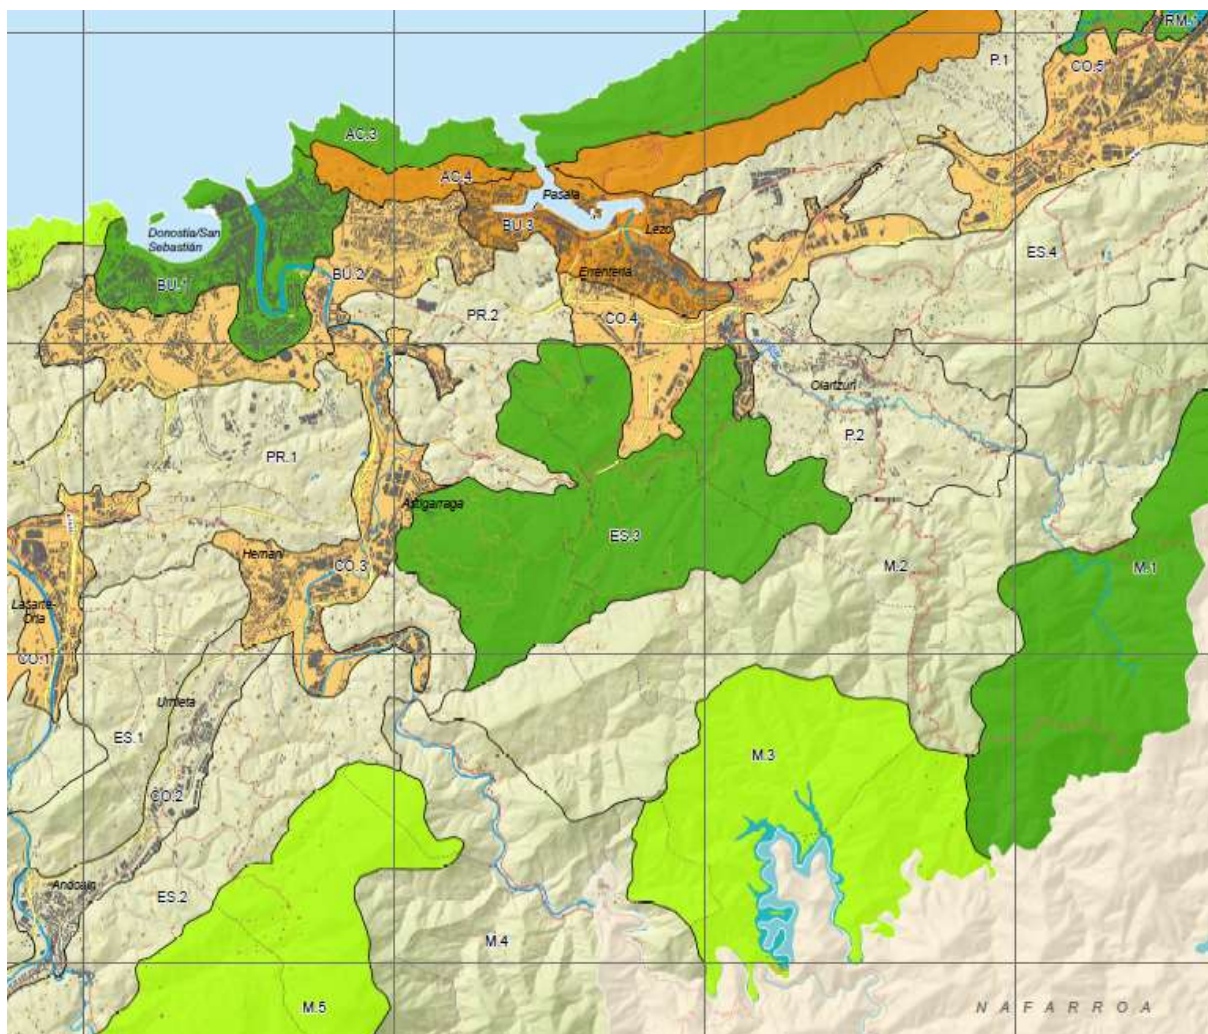 RM.1
P.1
CO.5
AC.3
AC.4
Pasaia
BU.3
Lezo
Donostia/San
Sebastián
ES.4
BU.2
Errenteria
BU.1
PR.2
CO.4
Oiartzun
P.2
PR.1
Astigarraga
ES.3
Hernani
CO.3
M.2
M.1
Lasarte-
Oria
CO.1
Urnieta
ES.1
M.3
CO.2
Andoain
ES.2
M.4
M.5
NAFARROA